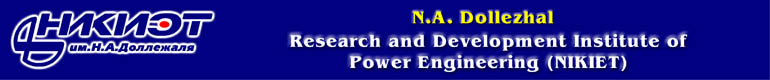 НИКИЭТ
им.Н.А.Доллежаля
N.A. Dollezhal
Research and Development Institute of
Power Engineering (NIKIET)